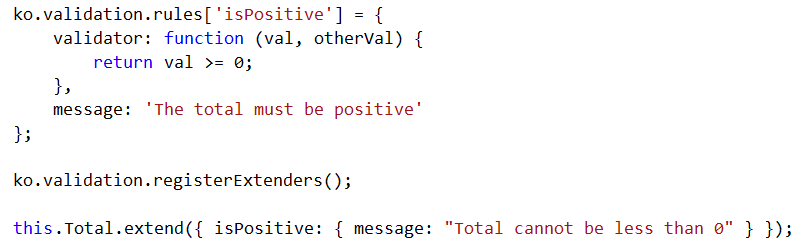 ko.validation.rules['isPositive'] = {
    validator: function (val, otherVal) {
        return val >= 0;
    },
    message: 'The total must be positive'
};

ko.validation.registerExtenders();

this.Total.extend({ isPositive: { message: "Total cannot be less than 0" } });